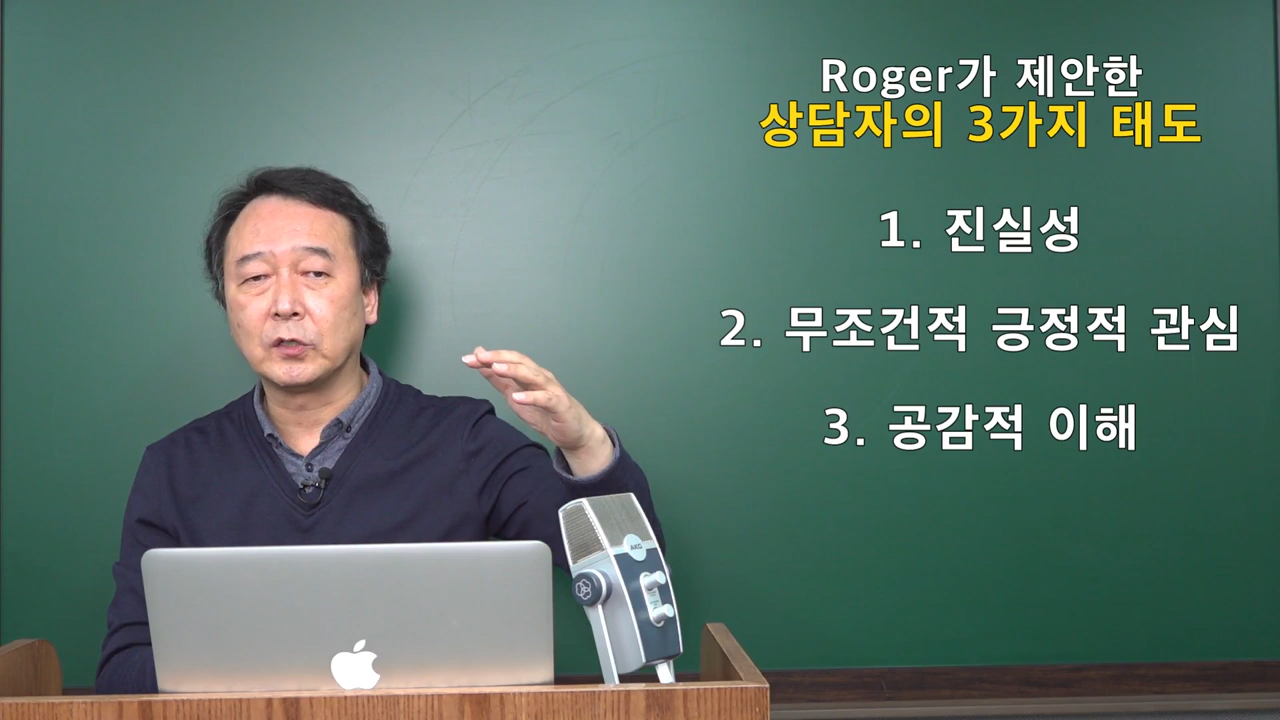 Roger가 제안한
상담자의 3가지 태도
1. 진실성
2. 무조건적 긍정적 관심
3. 공감적 이해
AKG